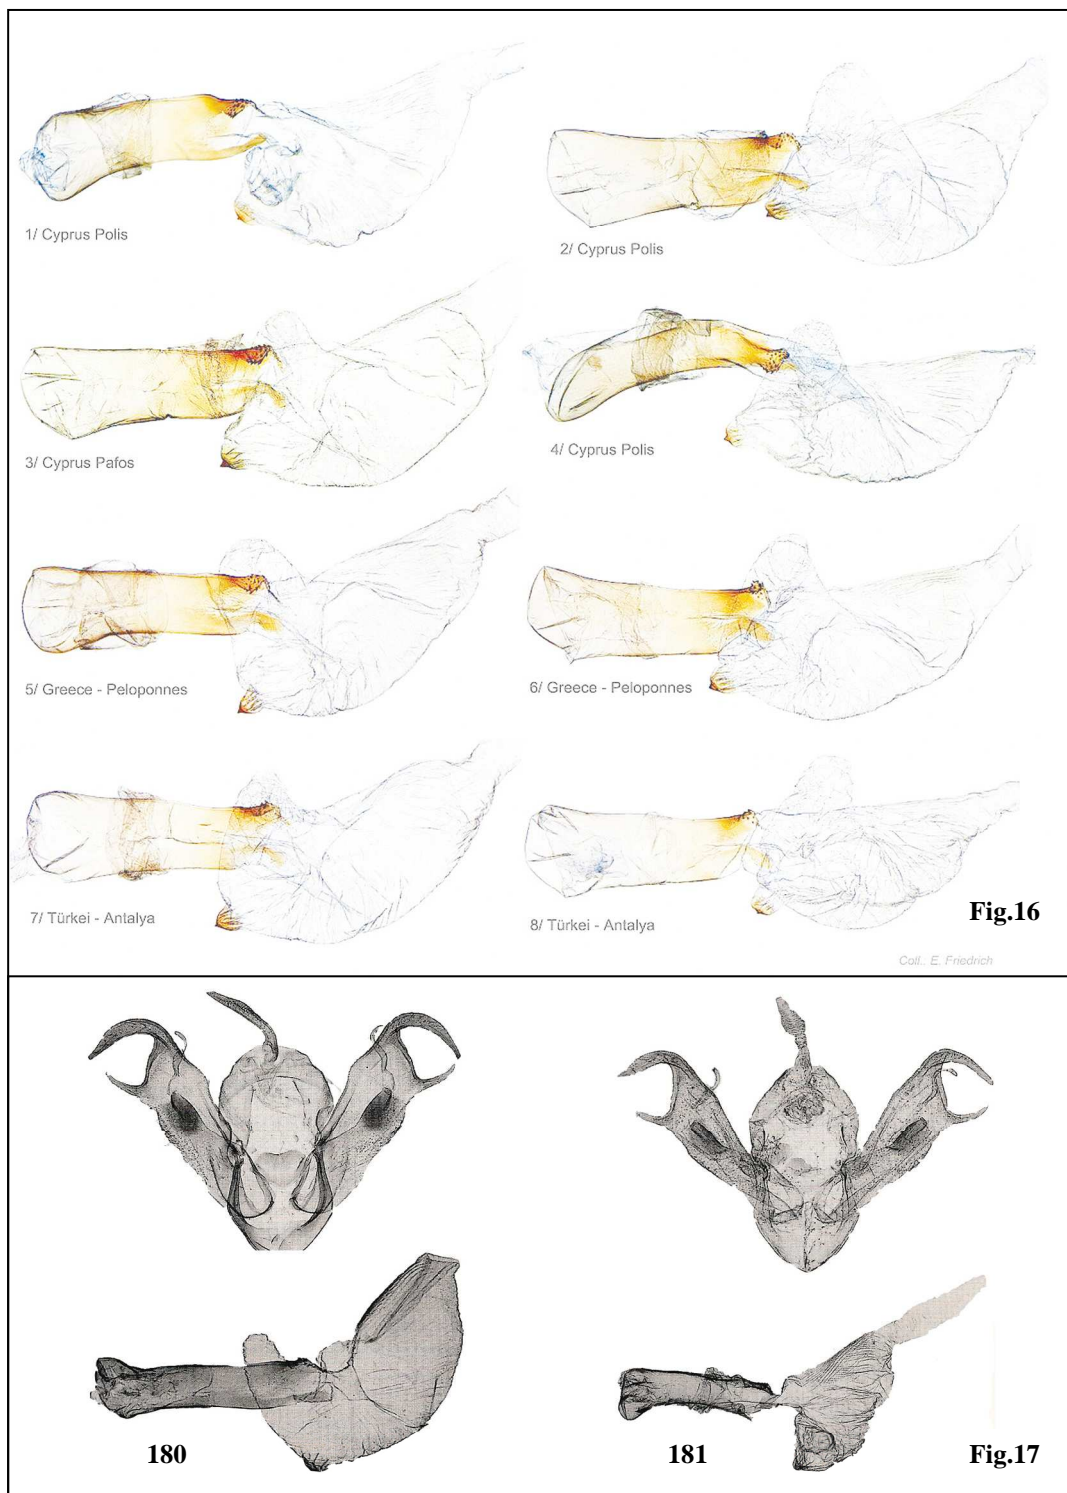 1/ Cyprus Polis
2/ Cyprus Polis
3/ Cyprus Pafos
4/ Cyprus Polis
5/ Greece - Peloponnes
6/ Greece - Peloponnes
7/ Türkei - Antalya
8/ Türkei - Antalya
Fig.16
Coll.: E. Friedrich
180
181
Fig.17